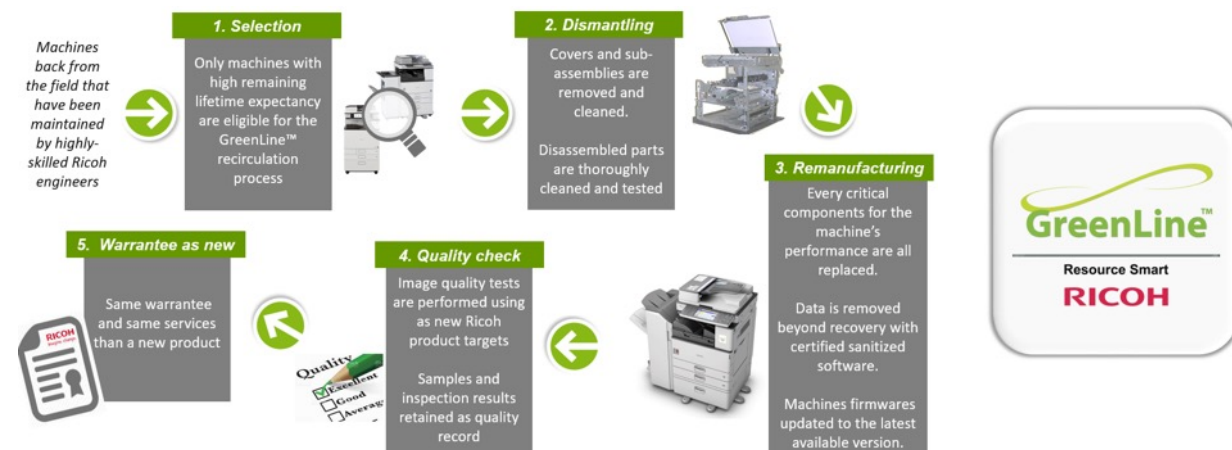 Machines
back from
the field that
have been
maintained
by highly-
skilled Ricoh
engineers
1. Selection
Only machines with
high remaining
lifetime expectancy
are eligible for the
GreenLine™
recirculation
process
2. Dismantling
Covers and sub-
assemblies are
removed and
cleaned.
Disassembled parts
are thoroughly
cleaned and tested
3. Remanufacturing
Every critical
components for the
machine's
performance are all
replaced.
Data is removed
beyond recovery with
certified sanitized
software.
Machines firmwares
updated to the latest
available version.
4. Quality check
Image quality tests
are performed using
as new Ricoh
product targets
Samples and
inspection results
retained as quality
record
Quality
Excellent
Good
Average
5. Warrantee as new
Same warrantee
and same services
than a new product
RICOH
GreenLine™
Resource Smart
RICOH